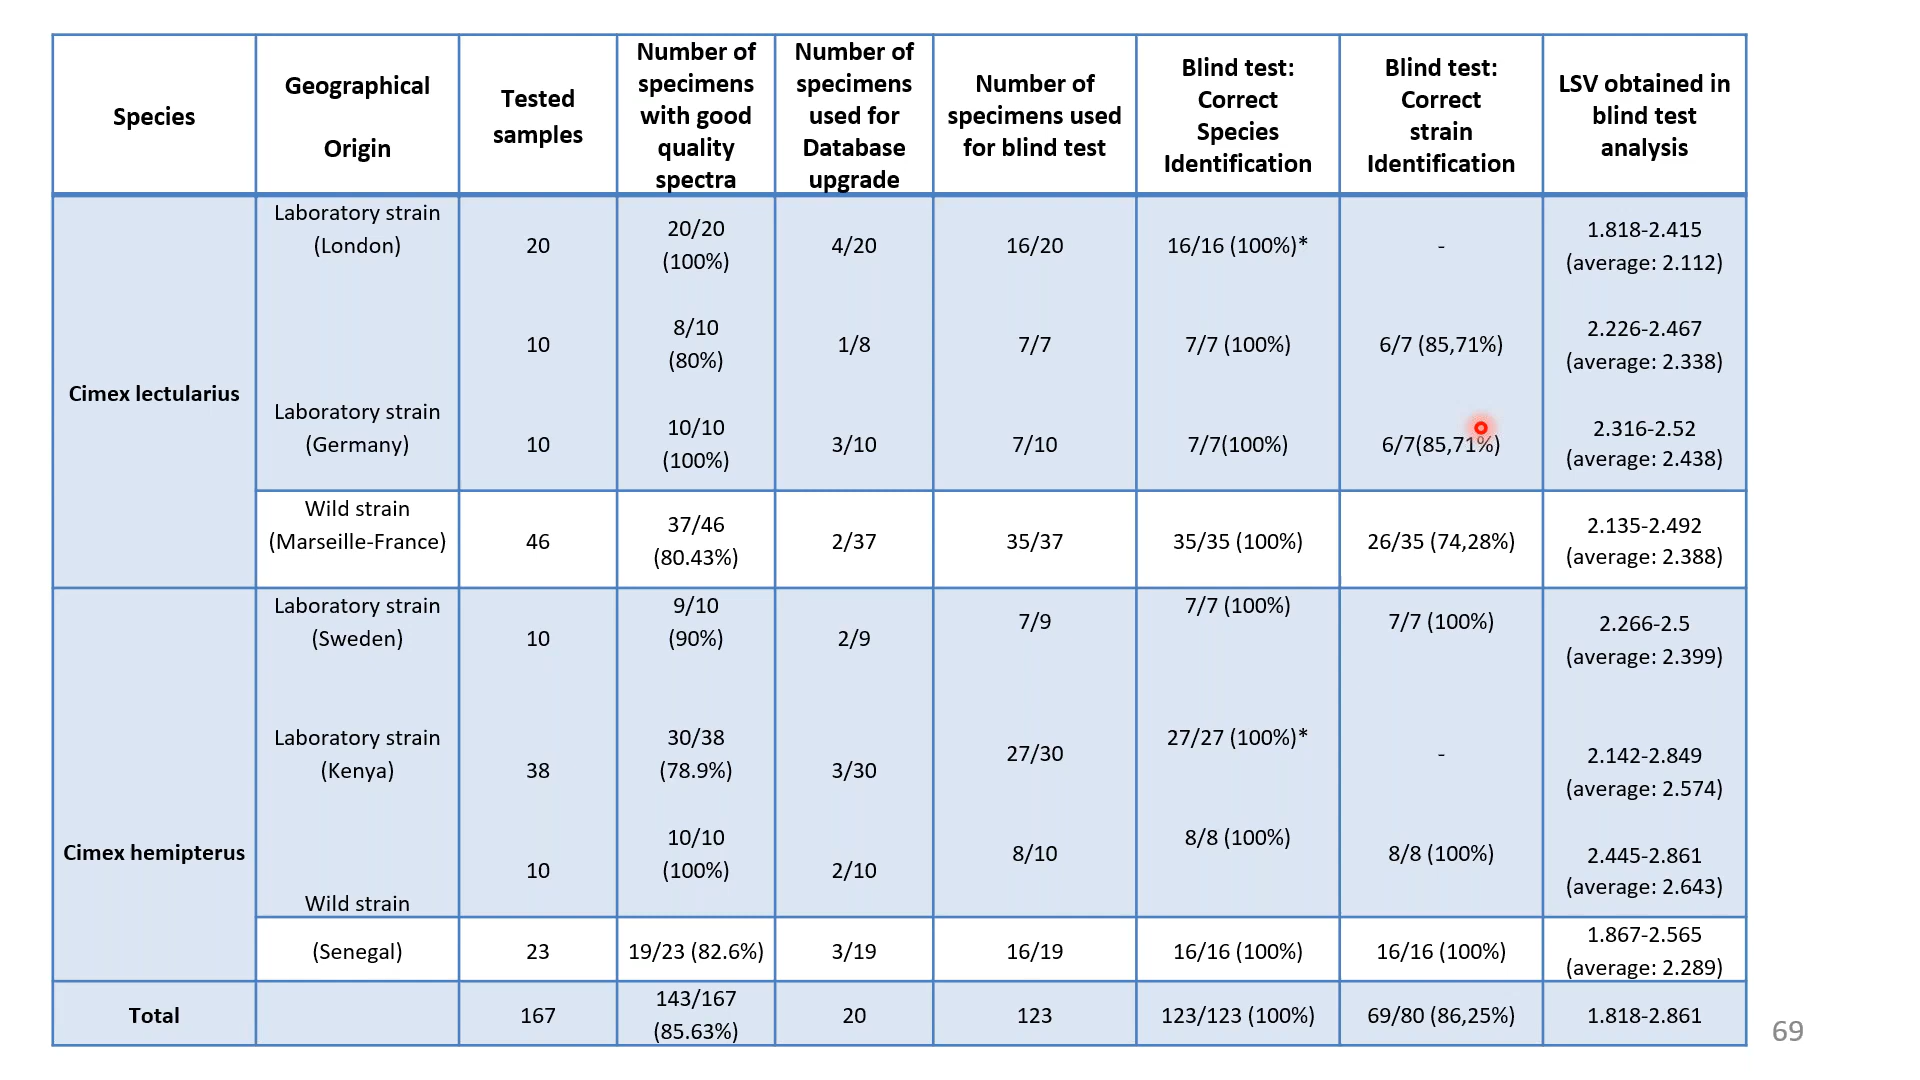 Species
Geographical
Origin
Tested
samples
Number of
specimens
with good
quality
spectra
Number of
specimens
used for
Database
upgrade
Number of
specimens used
for blind test
Blind test:
Correct
Species
Identification
Blind test:
Correct
strain
Identification
LSV obtained in
blind test
analysis
Cimex lectularius
Laboratory strain
(London)
20
20/20
(100%)
4/20
16/20
16/16 (100%)*
-
1.818-2.415
(average: 2.112)
10
8/10
(80%)
1/8
7/7
7/7 (100%)
6/7 (85,71%)
2.226-2.467
(average: 2.338)
Laboratory strain
(Germany)
10
10/10
(100%)
3/10
7/10
7/7(100%)
6/7(85,71%)
2.316-2.52
(average: 2.438)
Wild strain
(Marseille-France)
46
37/46
(80.43%)
2/37
35/37
35/35 (100%)
26/35 (74,28%)
2.135-2.492
(average: 2.388)
Cimex hemipterus
Laboratory strain
(Sweden)
10
9/10
(90%)
2/9
7/9
7/7 (100%)
7/7 (100%)
2.266-2.5
(average: 2.399)
Laboratory strain
(Kenya)
38
30/38
(78.9%)
3/30
27/30
27/27 (100%)*
-
2.142-2.849
(average: 2.574)
10
10/10
(100%)
2/10
8/10
8/8 (100%)
8/8 (100%)
2.445-2.861
(average: 2.643)
Wild strain
(Senegal)
23
19/23 (82.6%)
3/19
16/19
16/16 (100%)
16/16 (100%)
1.867-2.565
(average: 2.289)
Total
167
143/167
(85.63%)
20
123
123/123 (100%)
69/80 (86,25%)
1.818-2.861
69